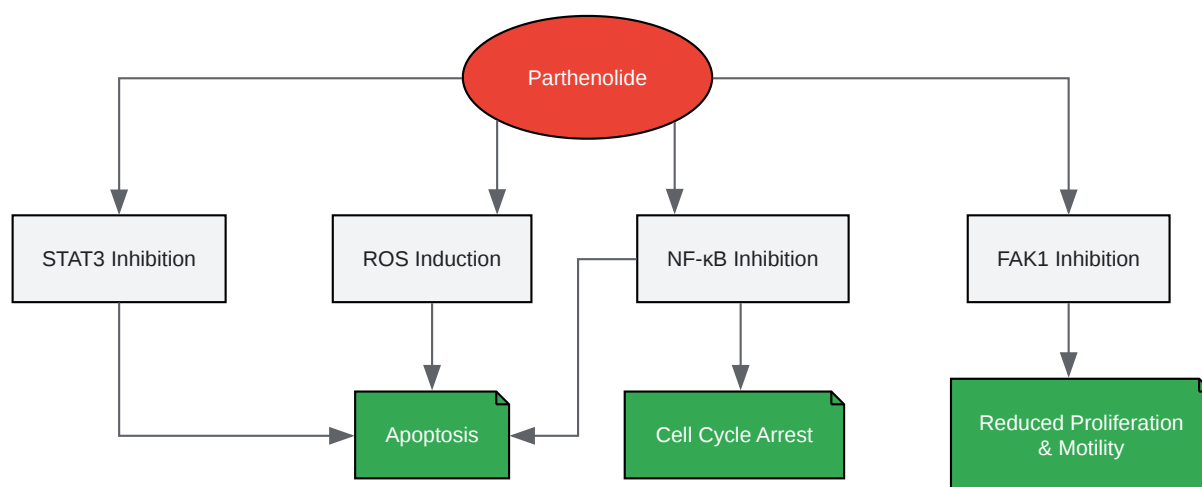 Parthenolide
STAT3 Inhibition
ROS Induction
NF-κB Inhibition
FAK1 Inhibition
Apoptosis
Cell Cycle Arrest
Reduced Proliferation
& Motility